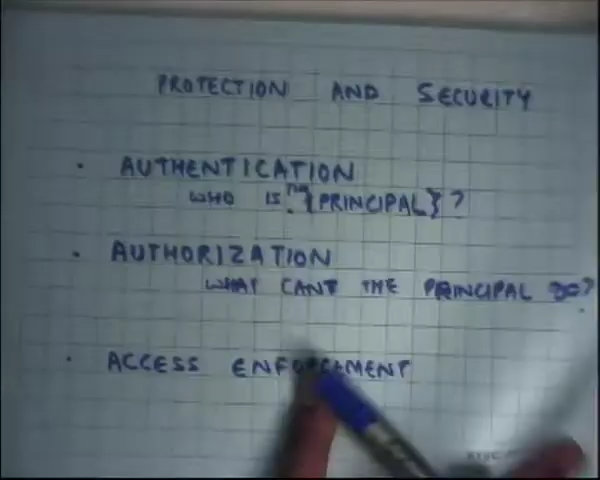 PROTECTION AND SECURITY
· AUTHENTICATION
WHO IS THE {PRINCIPAL}?
· AUTHORIZATION
WHAT CAN THE PRINCIPAL DO?
· ACCESS ENFORCEMENT